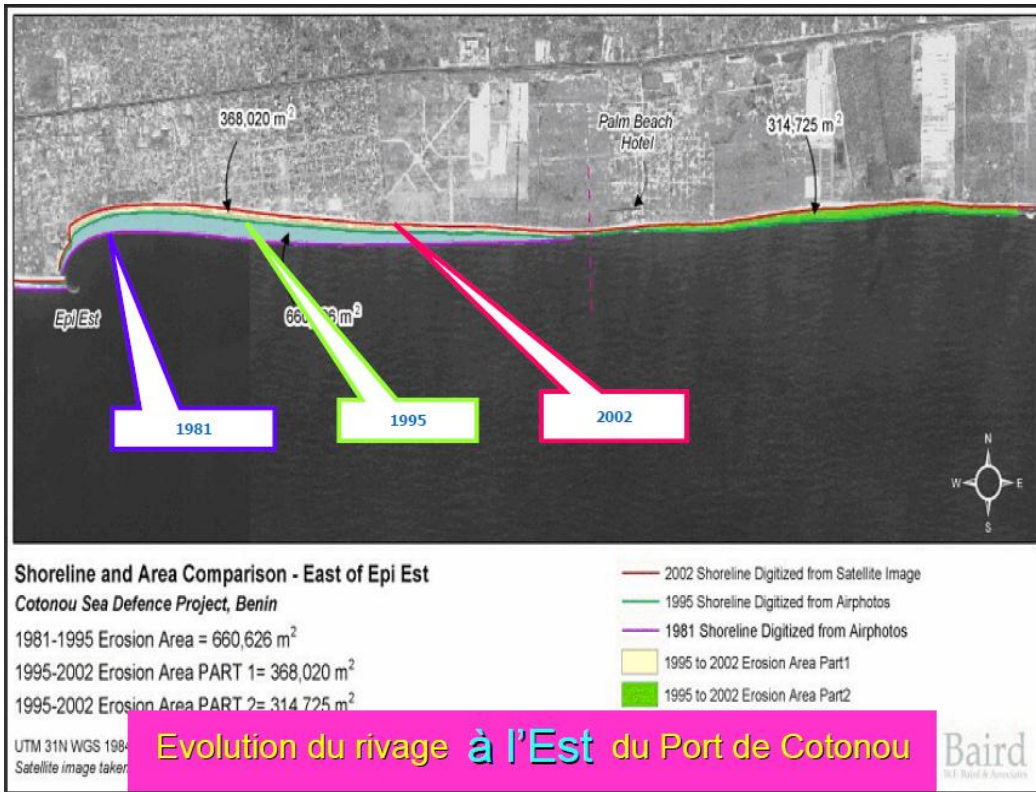 368,020 m²
Palm Beach
Hotel
314,725 m²
Epi Est
1981
1995
2002
N
W E
S
Shoreline and Area Comparison - East of Epi Est
Cotonou Sea Defence Project, Benin
1981-1995 Erosion Area = 660,626 m²
1995-2002 Erosion Area PART 1= 368,020 m²
1995-2002 Erosion Area PART 2= 314,725 m²
UTM 31N WGS 1984
Satellite image taken
2002 Shoreline Digitized from Satellite Image
1995 Shoreline Digitized from Airphotos
1981 Shoreline Digitized from Airphotos
1995 to 2002 Erosion Area Part1
1995 to 2002 Erosion Area Part2
Evolution du rivage à l'Est du Port de Cotonou
Baird
W.F. Baird & Associates